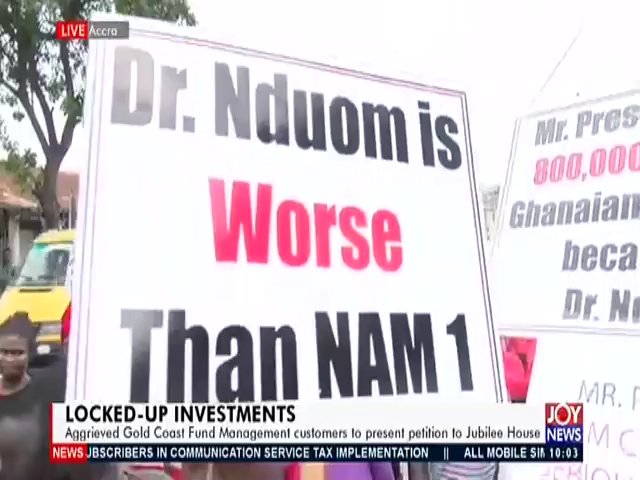 LIVE Accra
Dr. Nduom is
Worse
Than NAM 1
Mr. Pres
800,000
Ghanaian
beca
Dr. N
MR. P
LOCKED-UP INVESTMENTS
Aggrieved Gold Coast Fund Management customers to present petition to Jubilee House
JOY
NEWS
NEWS UBSCRIBERS IN COMMUNICATION SERVICE TAX IMPLEMENTATION || ALL MOBILE SIM 10:03